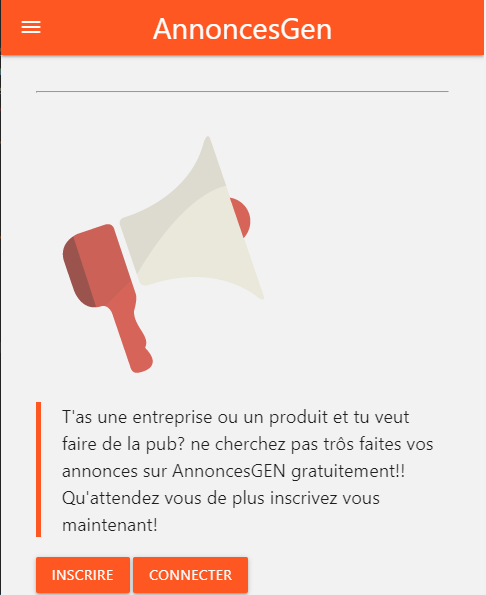 AnnoncesGen
T'as une entreprise ou un produit et tu veut
faire de la pub? ne cherchez pas trôs faites vos
annonces sur AnnoncesGEN gratuitement!!
Qu'attendez vous de plus inscrivez vous
maintenant!
INSCRIRE CONNECTER